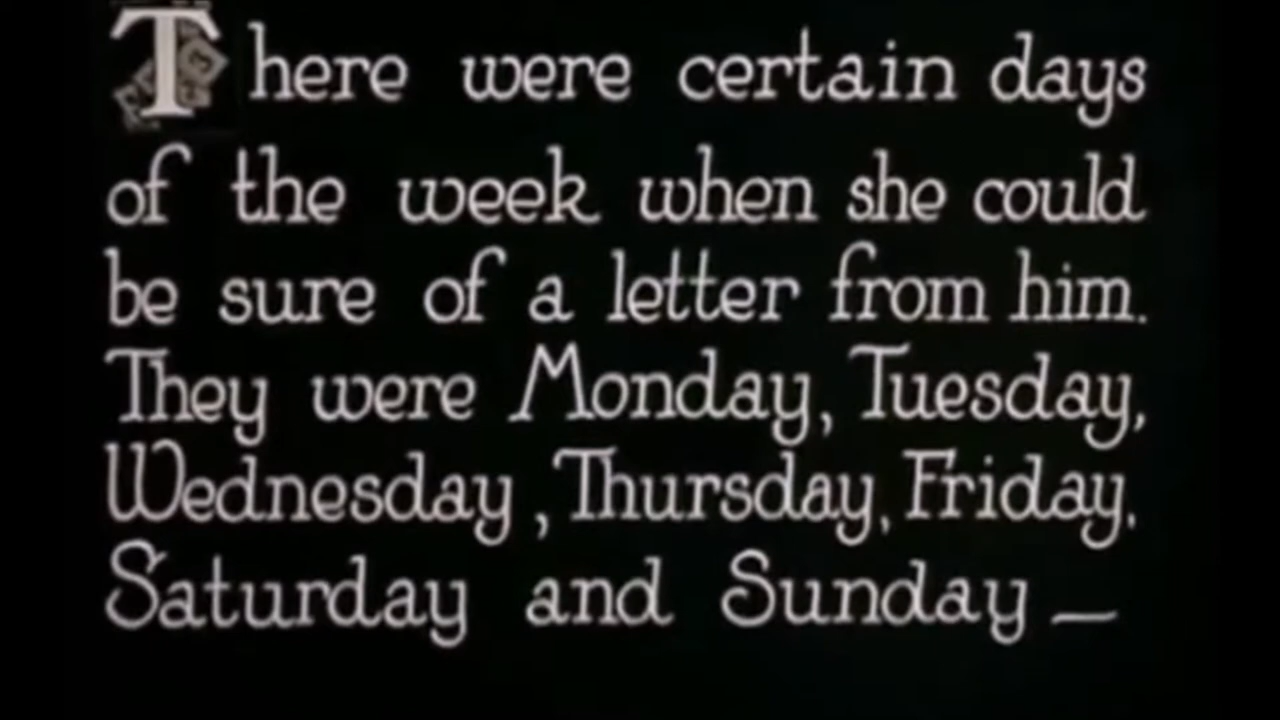 There were certain days
of the week when she could
be sure of a letter from him.
They were Monday, Tuesday,
Wednesday, Thursday, Friday,
Saturday and Sunday —